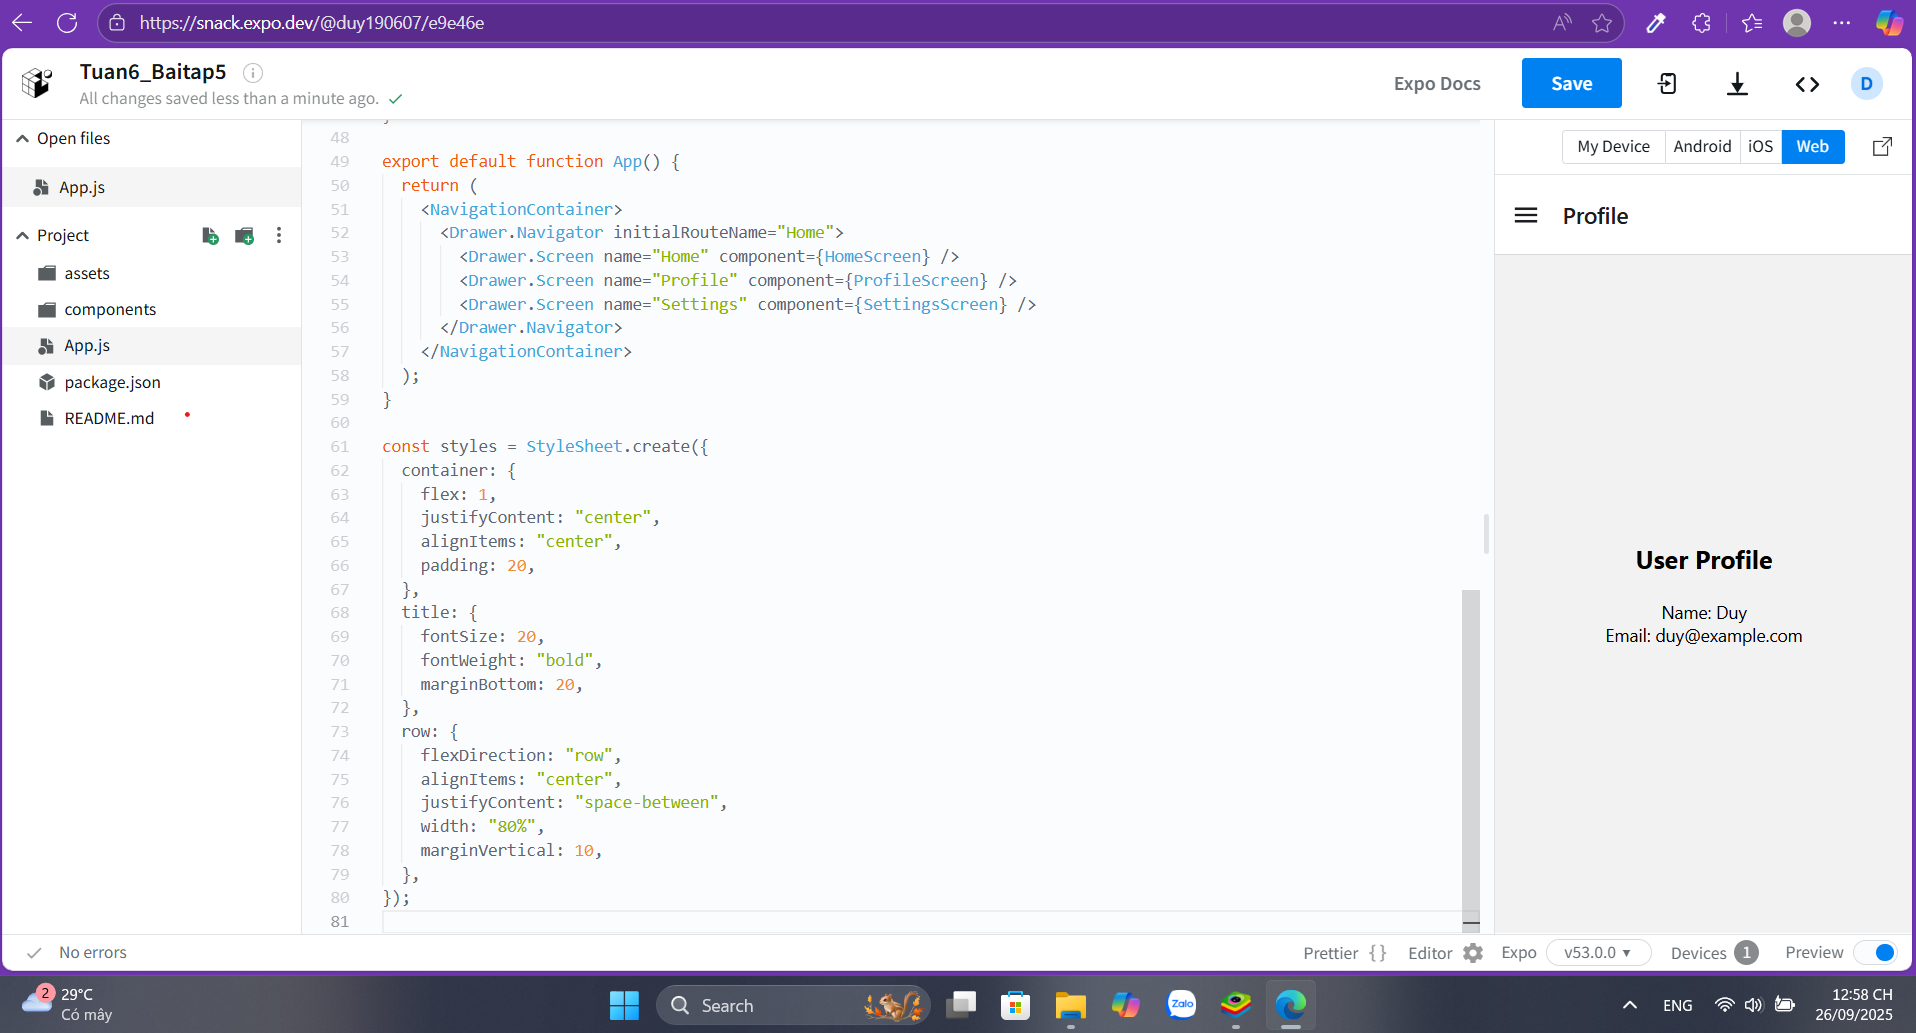 https://snack.expo.dev/@duy190607/e9e46e
Tuan6_Baitap5
All changes saved less than a minute ago.
Expo Docs
Save
D
Open files
App.js
Project
assets
components
App.js
package.json
README.md
48
49 export default function App() {
50 return (
51 <NavigationContainer>
52 <Drawer.Navigator initialRouteName="Home">
53 <Drawer.Screen name="Home" component={HomeScreen} />
54 <Drawer.Screen name="Profile" component={ProfileScreen} />
55 <Drawer.Screen name="Settings" component={SettingsScreen} />
56 </Drawer.Navigator>
57 </NavigationContainer>
58 );
59 }
60
61 const styles = StyleSheet.create({
62 container: {
63 flex: 1,
64 justifyContent: "center",
65 alignItems: "center",
66 padding: 20,
67 },
68 title: {
69 fontSize: 20,
70 fontWeight: "bold",
71 marginBottom: 20,
72 },
73 row: {
74 flexDirection: "row",
75 alignItems: "center",
76 justifyContent: "space-between",
77 width: "80%",
78 marginVertical: 10,
79 },
80 });
81
My Device Android iOS Web
Profile
User Profile
Name: Duy
Email: duy@example.com
No errors
Prettier {} Editor Expo v53.0.0 Devices 1 Preview
2
29°C
Có mây
Search
Zalo
ENG
12:58 CH
26/09/2025